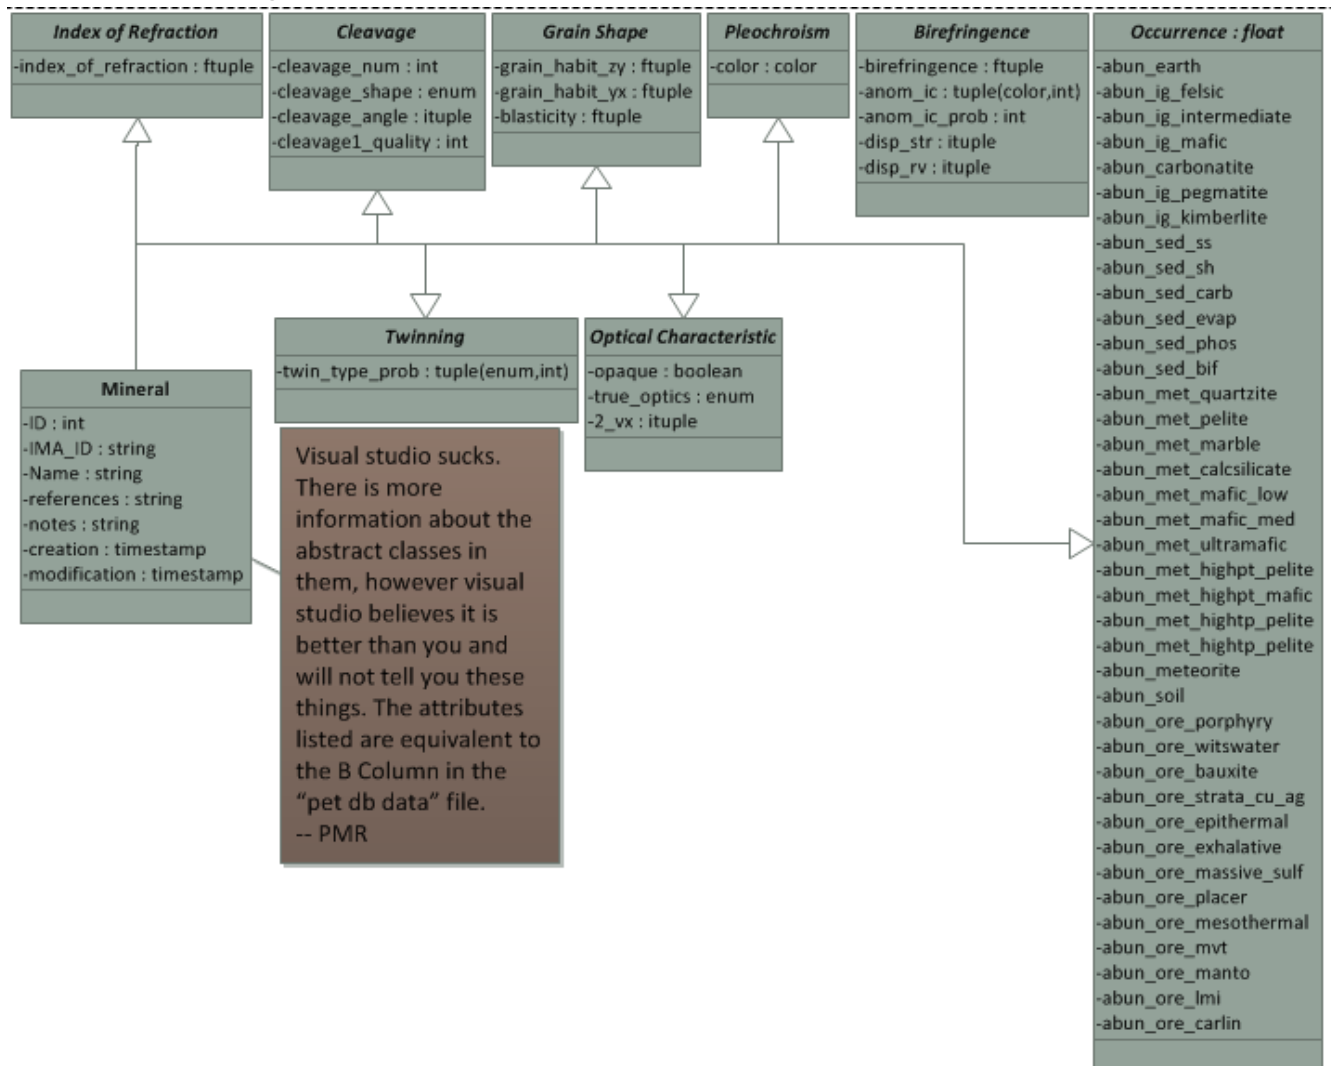 Index of Refraction
-index_of_refraction : ftuple
Cleavage
-cleavage_num : int
-cleavage_shape : enum
-cleavage_angle : ituple
-cleavage1_quality : int
Grain Shape
-grain_habit_zy : ftuple
-grain_habit_yx : ftuple
-blasticity : ftuple
Pleochroism
-color : color
Birefringence
-birefringence : ftuple
-anom_ic : tuple(color,int)
-anom_ic_prob : int
-disp_str : ituple
-disp_rv : ituple
Occurrence : float
-abun_earth
-abun_ig_felsic
-abun_ig_intermediate
-abun_ig_mafic
-abun_carbonatite
-abun_ig_pegmatite
-abun_ig_kimberlite
-abun_sed_ss
-abun_sed_sh
-abun_sed_carb
-abun_sed_evap
-abun_sed_phos
-abun_sed_bif
-abun_met_quartzite
-abun_met_pelite
-abun_met_marble
-abun_met_calcsilicate
-abun_met_mafic_low
-abun_met_mafic_med
-abun_met_ultramafic
-abun_met_highpt_pelite
-abun_met_highpt_mafic
-abun_met_hightp_pelite
-abun_met_hightp_pelite
-abun_meteorite
-abun_soil
-abun_ore_porphyry
-abun_ore_witswater
-abun_ore_bauxite
-abun_ore_strata_cu_ag
-abun_ore_epithermal
-abun_ore_exhalative
-abun_ore_massive_sulf
-abun_ore_placer
-abun_ore_mesothermal
-abun_ore_mvt
-abun_ore_manto
-abun_ore_lmi
-abun_ore_carlin
Twinning
-twin_type_prob : tuple(enum,int)
Optical Characteristic
-opaque : boolean
-true_optics : enum
-2_vx : ituple
Mineral
-ID : int
-IMA_ID : string
-Name : string
-references : string
-notes : string
-creation : timestamp
-modification : timestamp
Visual studio sucks.
There is more
information about the
abstract classes in
them, however visual
studio believes it is
better than you and
will not tell you these
things. The attributes
listed are equivalent to
the B Column in the
“pet db data” file.
-- PMR